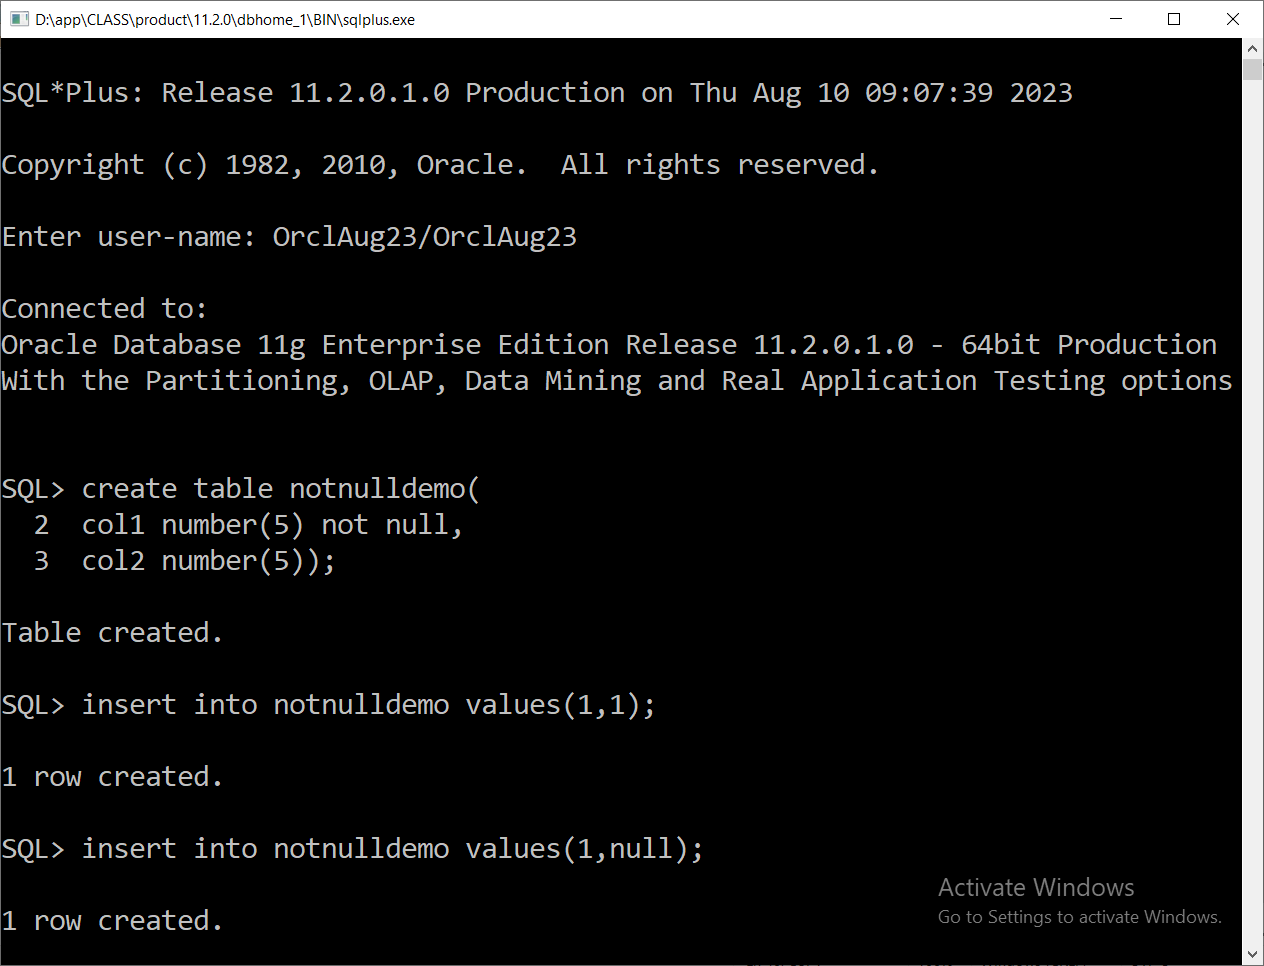 D:\app\CLASS\product\11.2.0\dbhome_1\BIN\sqlplus.exe
SQL*Plus: Release 11.2.0.1.0 Production on Thu Aug 10 09:07:39 2023
Copyright (c) 1982, 2010, Oracle.  All rights reserved.
Enter user-name: OrclAug23/OrclAug23
Connected to:
Oracle Database 11g Enterprise Edition Release 11.2.0.1.0 - 64bit Production
With the Partitioning, OLAP, Data Mining and Real Application Testing options
SQL> create table notnulldemo(
  2  col1 number(5) not null,
  3  col2 number(5));
Table created.
SQL> insert into notnulldemo values(1,1);
1 row created.
SQL> insert into notnulldemo values(1,null);
1 row created.
Activate Windows
Go to Settings to activate Windows.